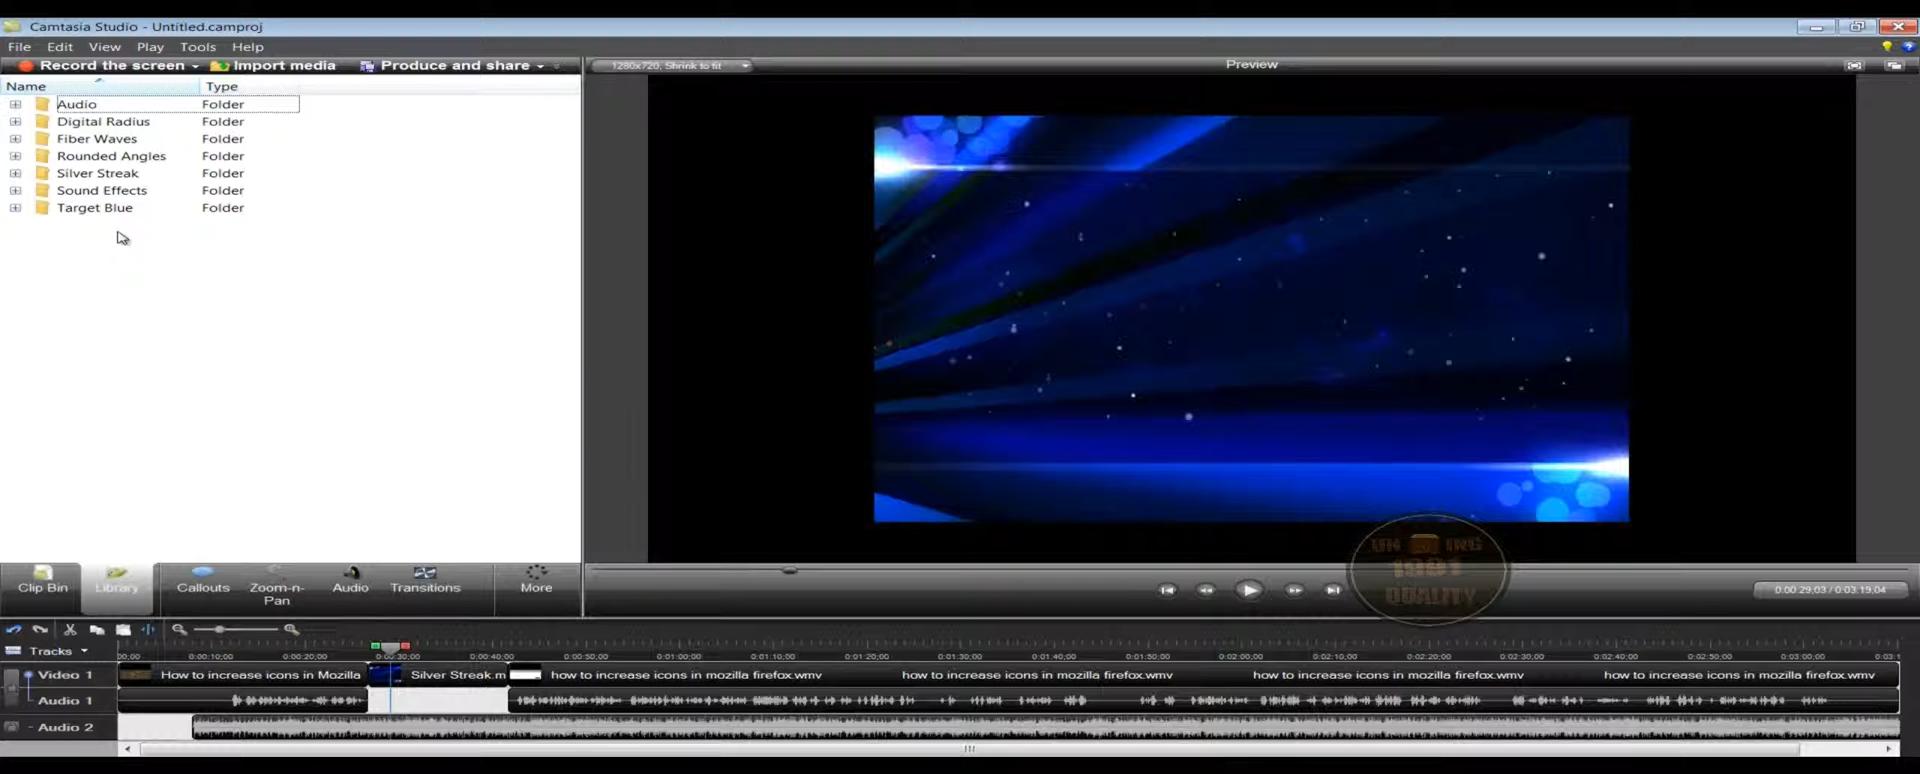 Camtasia Studio - Untitled.camproj
File Edit View Play Tools Help
Record the screen Import media Produce and share
1280x720, Shrink to fit
Preview
Name Type
Audio Folder
Digital Radius Folder
Fiber Waves Folder
Rounded Angles Folder
Silver Streak Folder
Sound Effects Folder
Target Blue Folder
1981
QUALITY
Clip Bin Library Callouts Zoom-n-Pan Audio Transitions More
0:00:29;03 / 0:03:19;04
Tracks
00;00 0:00:10;00 0:00:20;00 0:00:30;00 0:00:40;00 0:00:50;00 0:01:00;00 0:01:10;00 0:01:20;00 0:01:30;00 0:01:40;00 0:01:50;00 0:02:00;00 0:02:10;00 0:02:20;00 0:02:30;00 0:02:40;00 0:02:50;00 0:03:00;00 0:03:1
Video 1 How to increase icons in Mozilla Silver Streak.m how to increase icons in mozilla firefox.wmv how to increase icons in mozilla firefox.wmv how to increase icons in mozilla firefox.wmv how to increase icons in mozilla firefox.wmv
Audio 1
Audio 2